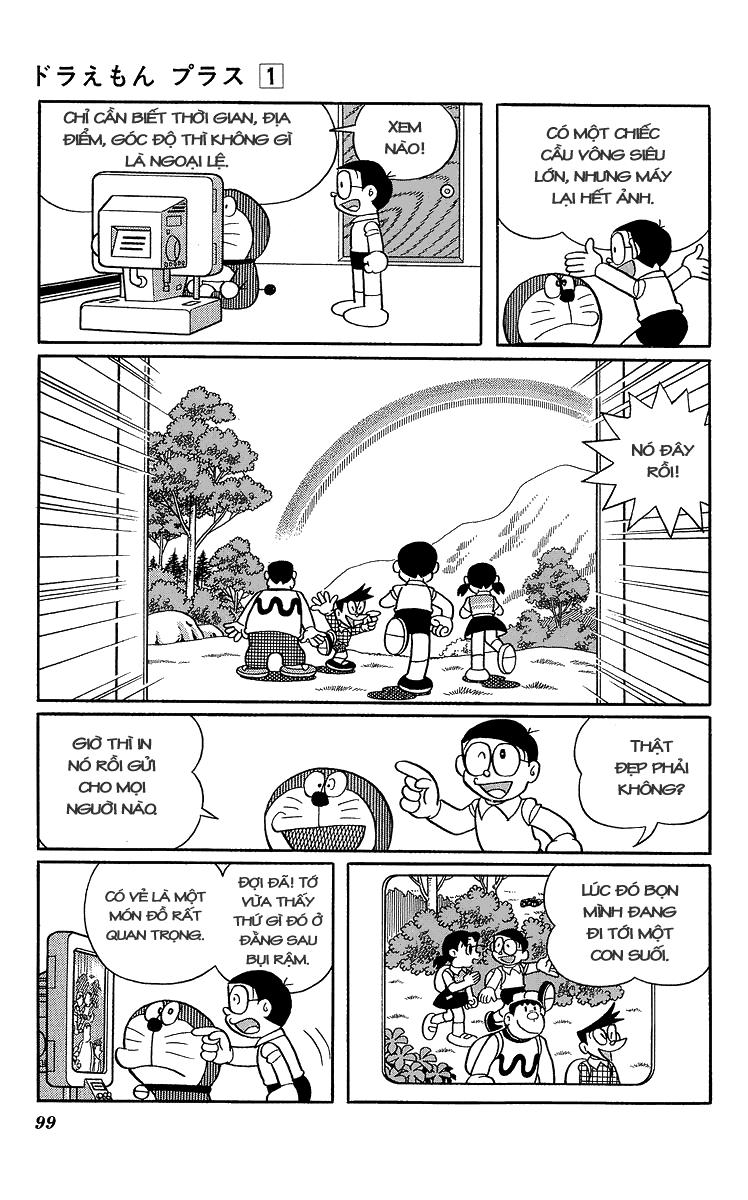 ドラえもん プラス 1
CHỈ CẦN BIẾT THỜI GIAN, ĐỊA
ĐIỂM, GÓC ĐỘ THÌ KHÔNG GÌ
LÀ NGOẠI LỆ.
XEM
NÀO!
CÓ MỘT CHIẾC
CẦU VÔNG SIÊU
LỚN, NHƯNG MÁY
LẠI HẾT ẢNH.
NÓ ĐÂY
RỒI!
GIỜ THÌ IN
NÓ RỒI GỬI
CHO MỌI
NGUỜI NÀO.
THẬT
ĐẸP PHẢI
KHÔNG?
CÓ VẺ LÀ MỘT
MÓN ĐỒ RẤT
QUAN TRỌNG.
ĐỢI ĐÃ! TỚ
VỪA THẤY
THỨ GÌ ĐÓ Ở
ĐẰNG SAU
BỤI RẬM.
LÚC ĐÓ BỌN
MÌNH ĐANG
ĐI TỚI MỘT
CON SUỐI.
99